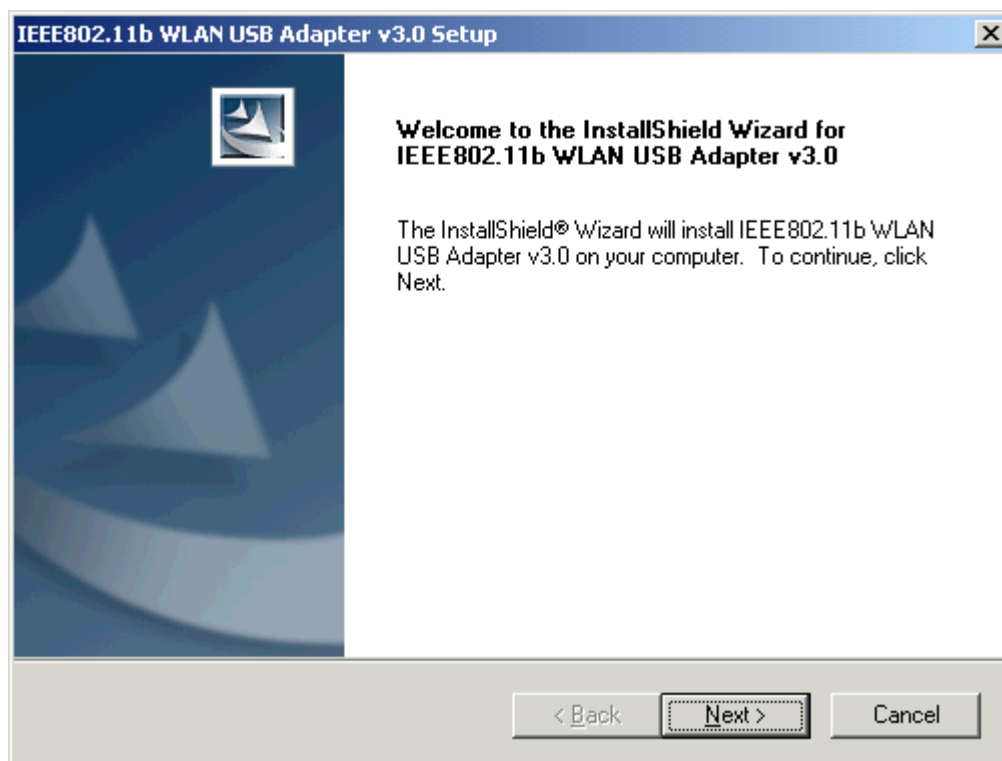 IEEE802.11b WLAN USB Adapter v3.0 Setup
Welcome to the InstallShield Wizard for
IEEE802.11b WLAN USB Adapter v3.0
The InstallShield® Wizard will install IEEE802.11b WLAN
USB Adapter v3.0 on your computer.  To continue, click
Next.
< Back
Next >
Cancel